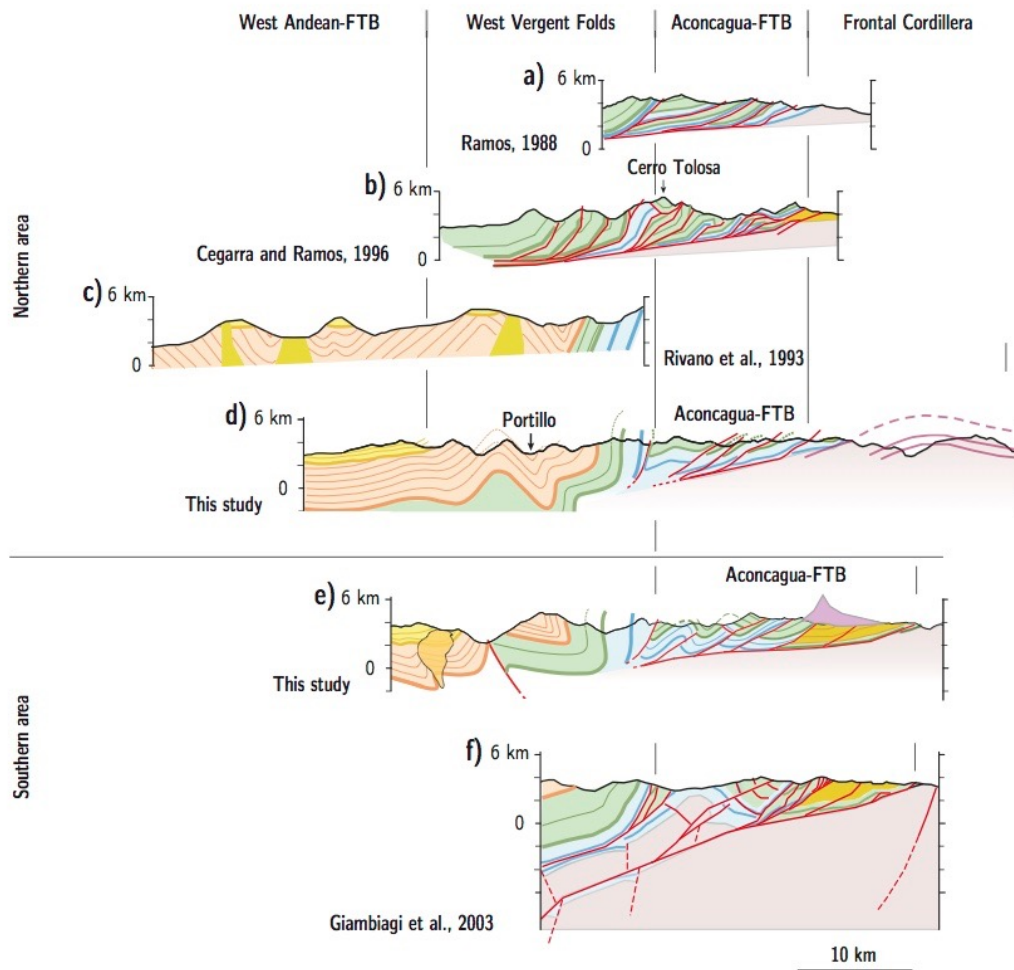 West Andean-FTB
West Vergent Folds
Aconcagua-FTB
Frontal Cordillera
a)
6 km
0
Ramos, 1988
Cerro Tolosa
b)
6 km
0
Cegarra and Ramos, 1996
Northern area
c)
6 km
0
Rivano et al., 1993
d)
6 km
0
Portillo
Aconcagua-FTB
This study
Aconcagua-FTB
e)
6 km
0
This study
Southern area
f)
6 km
0
Giambiagi et al., 2003
10 km